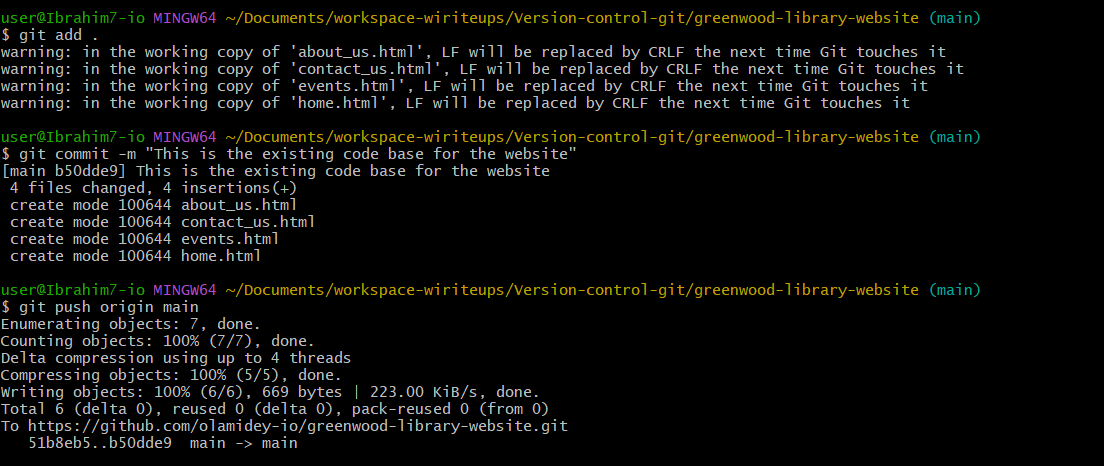 user@Ibrahim7-io MINGW64 ~/Documents/workspace-wiriteups/Version-control-git/greenwood-library-website (main)
$ git add .
warning: in the working copy of 'about_us.html', LF will be replaced by CRLF the next time Git touches it
warning: in the working copy of 'contact_us.html', LF will be replaced by CRLF the next time Git touches it
warning: in the working copy of 'events.html', LF will be replaced by CRLF the next time Git touches it
warning: in the working copy of 'home.html', LF will be replaced by CRLF the next time Git touches it
user@Ibrahim7-io MINGW64 ~/Documents/workspace-wiriteups/Version-control-git/greenwood-library-website (main)
$ git commit -m "This is the existing code base for the website"
[main b50dde9] This is the existing code base for the website
 4 files changed, 4 insertions(+)
 create mode 100644 about_us.html
 create mode 100644 contact_us.html
 create mode 100644 events.html
 create mode 100644 home.html
user@Ibrahim7-io MINGW64 ~/Documents/workspace-wiriteups/Version-control-git/greenwood-library-website (main)
$ git push origin main
Enumerating objects: 7, done.
Counting objects: 100% (7/7), done.
Delta compression using up to 4 threads
Compressing objects: 100% (5/5), done.
Writing objects: 100% (6/6), 669 bytes | 223.00 KiB/s, done.
Total 6 (delta 0), reused 0 (delta 0), pack-reused 0 (from 0)
To https://github.com/olamidey-io/greenwood-library-website.git
   51b8eb5..b50dde9  main -> main